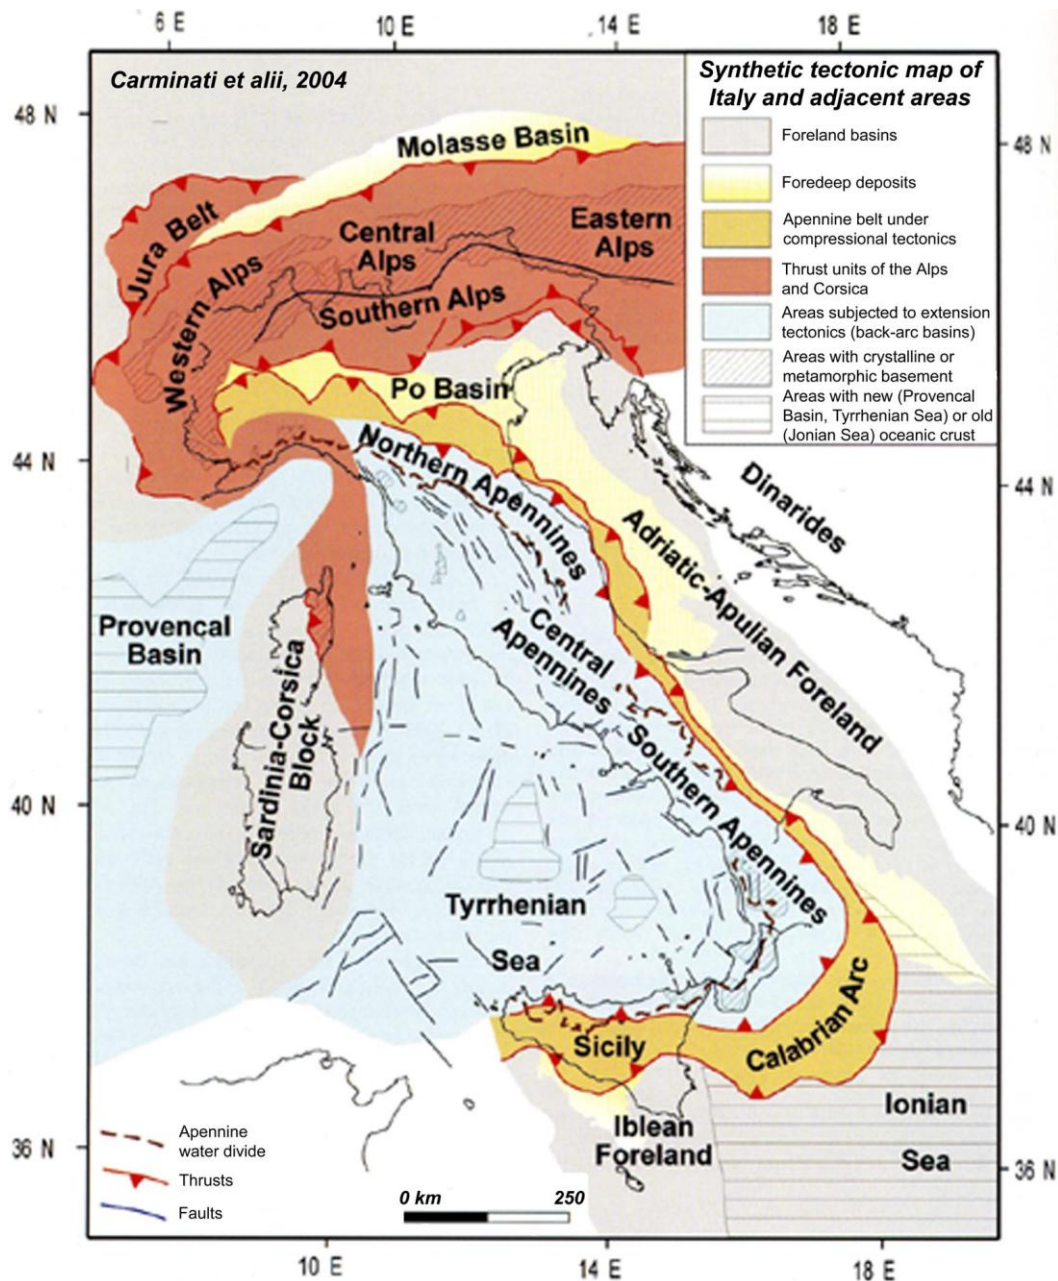 6 E
10 E
14 E
18 E
Carminati et alii, 2004
Synthetic tectonic map of
Italy and adjacent areas
Foreland basins
Foredeep deposits
Apennine belt under
compressional tectonics
Thrust units of the Alps
and Corsica
Areas subjected to extension
tectonics (back-arc basins)
Areas with crystalline or
metamorphic basement
Areas with new (Provencal
Basin, Tyrrhenian Sea) or old
(Jonian Sea) oceanic crust
48 N
48 N
Molasse Basin
Jura Belt
Western Alps
Central
Alps
Eastern
Alps
Southern Alps
Po Basin
44 N
44 N
Northern Apennines
Dinarides
Adriatic-Apulian Foreland
Provencal
Basin
Central
Apennines
Sardinia-Corsica
Block
Southern Apennines
40 N
40 N
Tyrrhenian
Sea
Calabrian Arc
Sicily
Ionian
Sea
Iblean
Foreland
36 N
36 N
Apennine
water divide
Thrusts
Faults
0 km
250
10 E
14 E
18 E